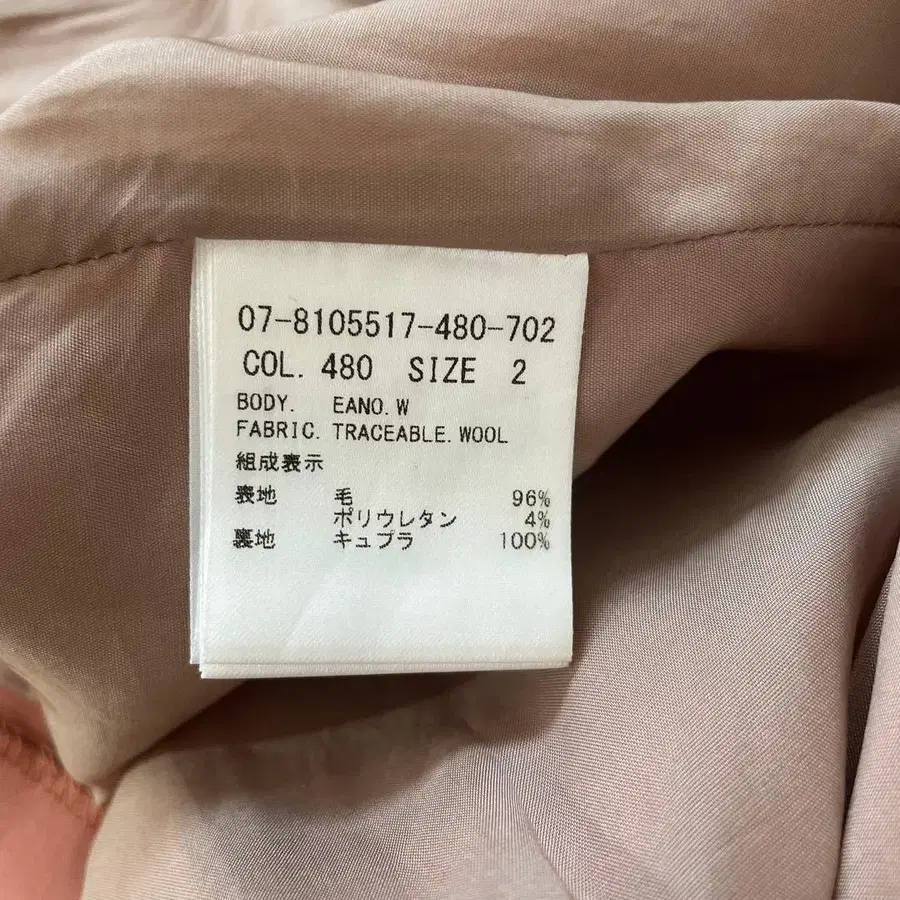 07-8105517-480-702
COL. 480 SIZE 2
BODY. EANO.W
FABRIC. TRACEABLE.WOOL
組成表示
表地 毛 96%
ポリウレタン 4%
裏地 キュプラ 100%